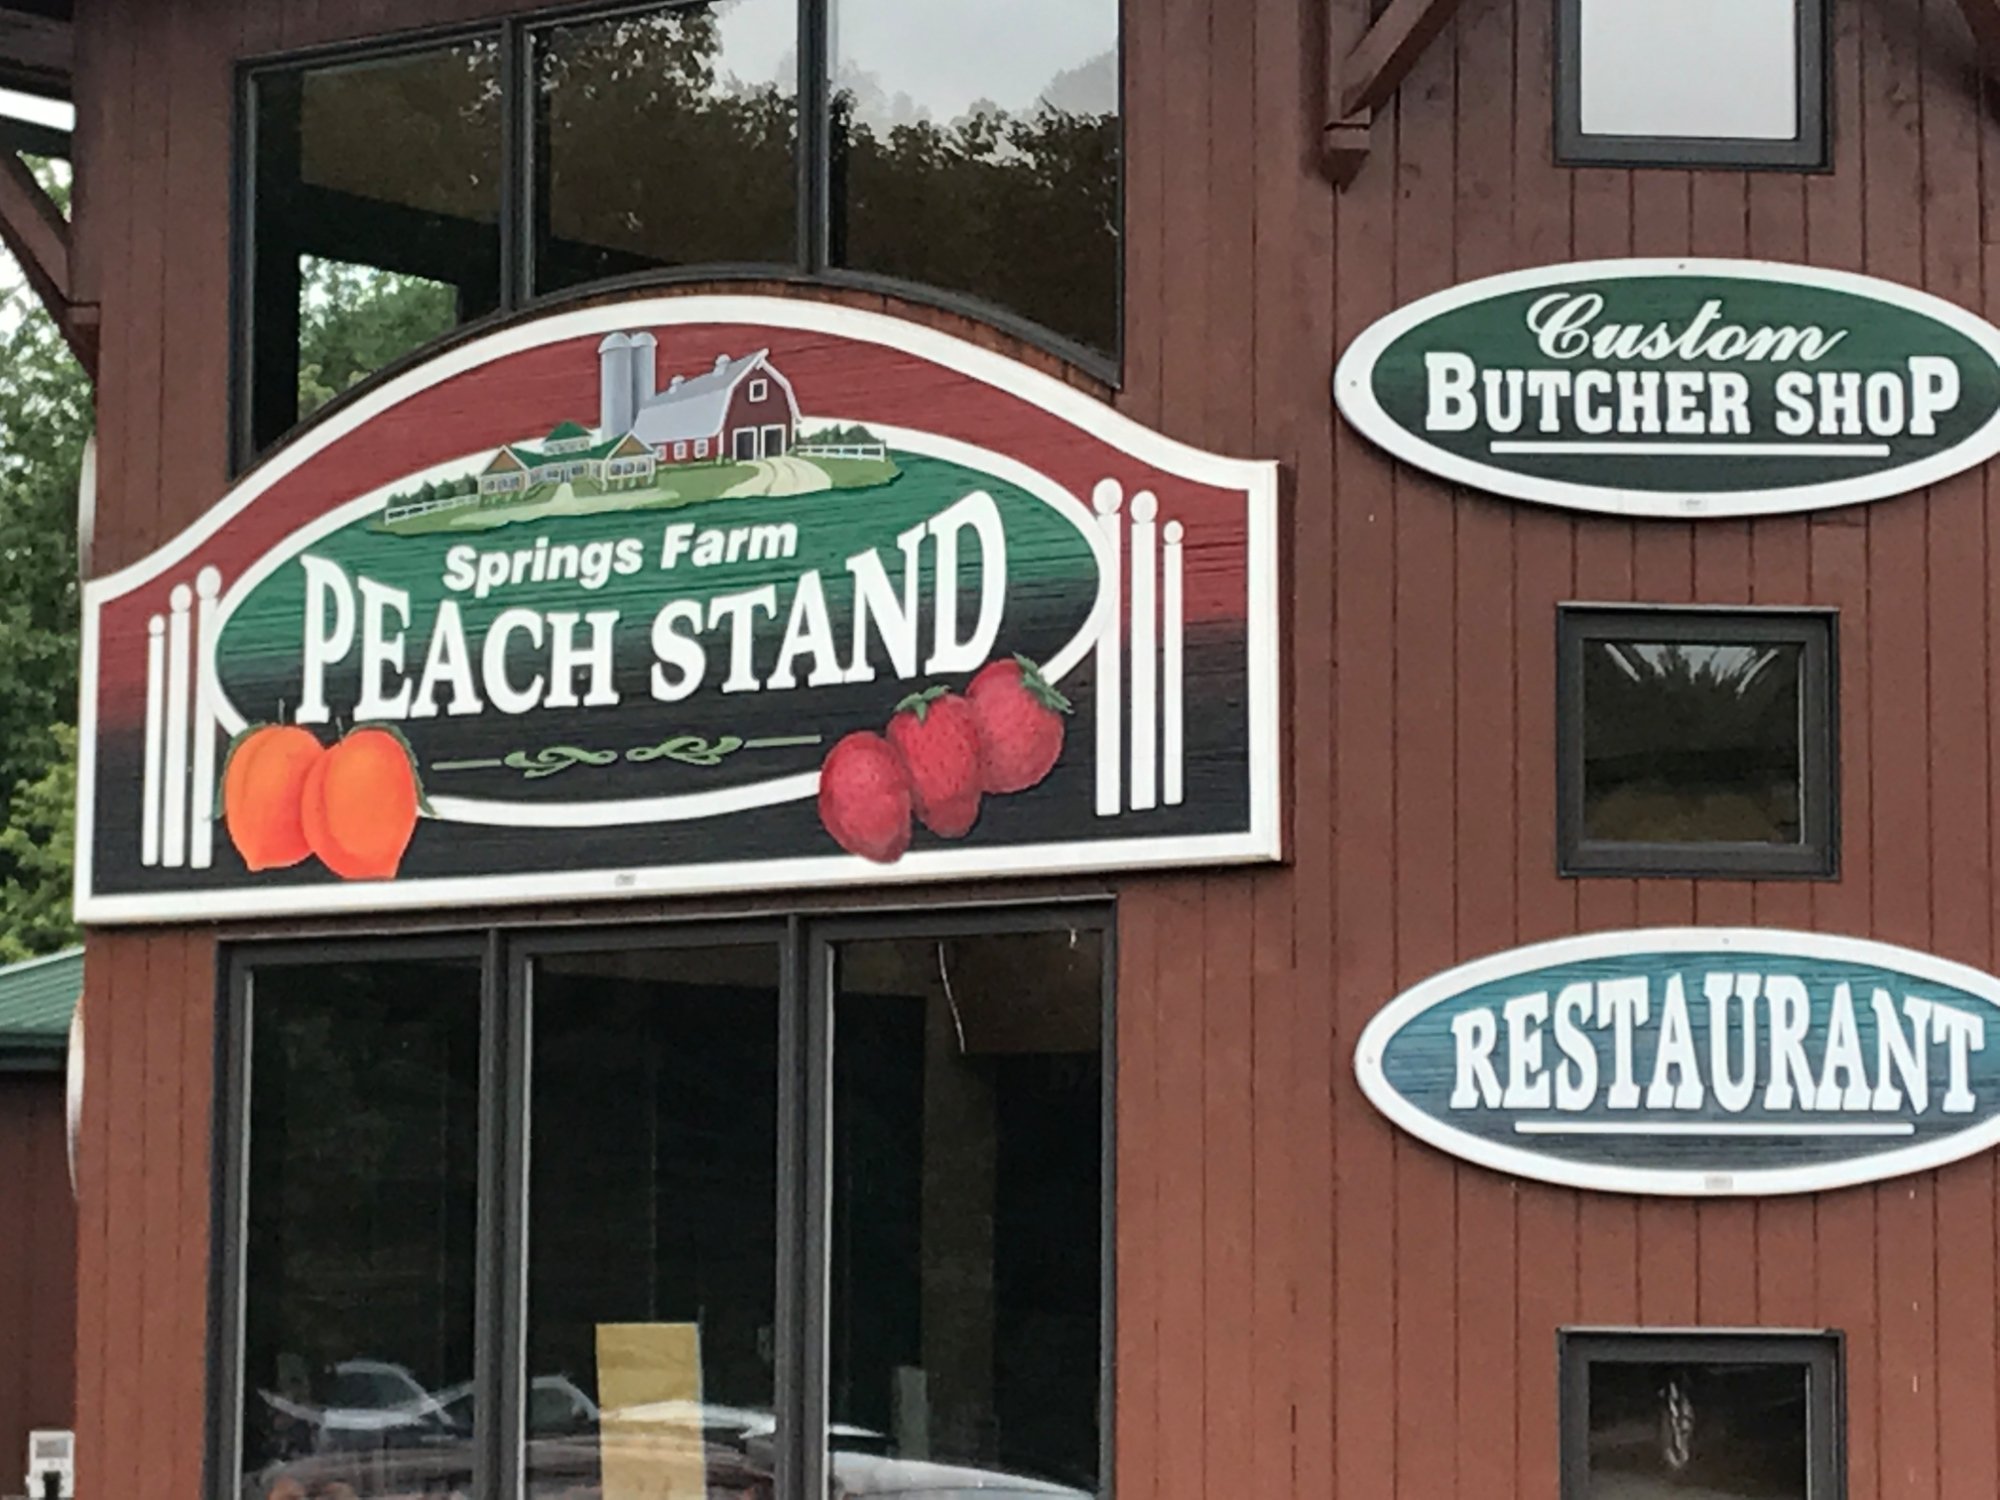 Springs Farm
PEACH STAND
Custom
BUTCHER SHOP
RESTAURANT